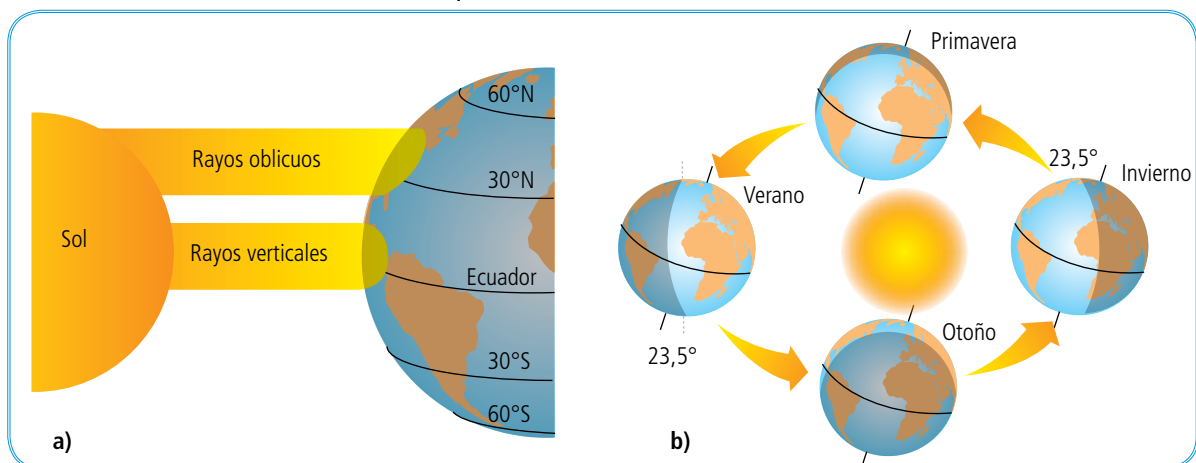 Rayos oblicuos
Rayos verticales
Sol
60°N
30°N
Ecuador
30°S
60°S
a)
Primavera
Verano
23,5°
23,5°
Invierno
Otoño
b)